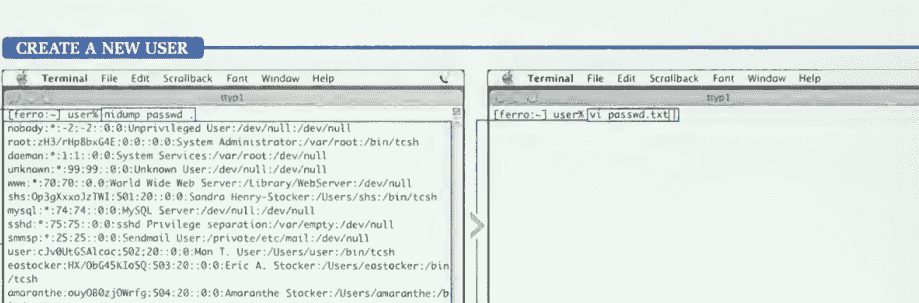 CREATE A NEW USER
Terminal File Edit Scrollback Font Window Help
ttyp1
[ferro:~] user% nidump passwd .
nobody:*:-2:-2::0:0:Unprivileged User:/dev/null:/dev/null
root:zH3/rHpBbxG4E:0:0::0:0:System Administrator:/var/root:/bin/tcsh
daemon:*:1:1::0:0:System Services:/var/root:/dev/null
unknown:*:99:99::0:0:Unknown User:/dev/null:/dev/null
www:*:70:70::0:0:World Wide Web Server:/Library/WebServer:/dev/null
shs:Op3gXxxaJzTWI:501:20::0:0:Sandra Henry-Stocker:/Users/shs:/bin/tcsh
mysql:*:74:74::0:0:MySQL Server:/dev/null:/dev/null
sshd:*:75:75::0:0:sshd Privilege separation:/var/empty:/dev/null
smmsp:*:25:25::0:0:Sendmail User:/private/etc/mail:/dev/null
user:cJv0UtGSAlcac:502:20::0:0:Man T. User:/Users/user:/bin/tcsh
eastocker:HX/ObG45KIoSQ:503:20::0:0:Eric A. Stocker:/Users/eastocker:/bin
/tcsh
amaranthe:ouyOB0zjOWrfg:504:20::0:0:Amaranthe Stocker:/Users/amaranthe:/b
Terminal File Edit Scrollback Font Window Help
ttyp1
[ferro:~] user% vi passwd.txt